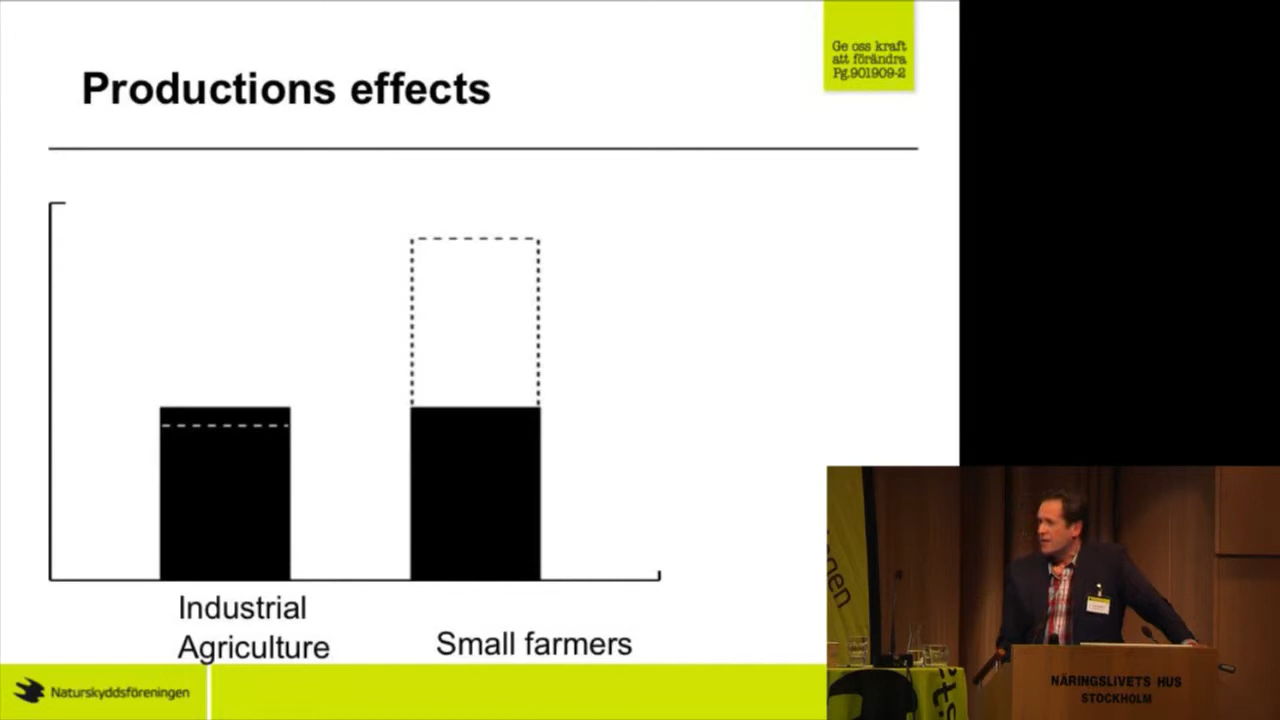 Productions effects
Ge oss kraft
att förändra
Pg.901909-2
Industrial
Agriculture
Small farmers
Naturskyddsföreningen
NÄRINGSLIVETS HUS
STOCKHOLM